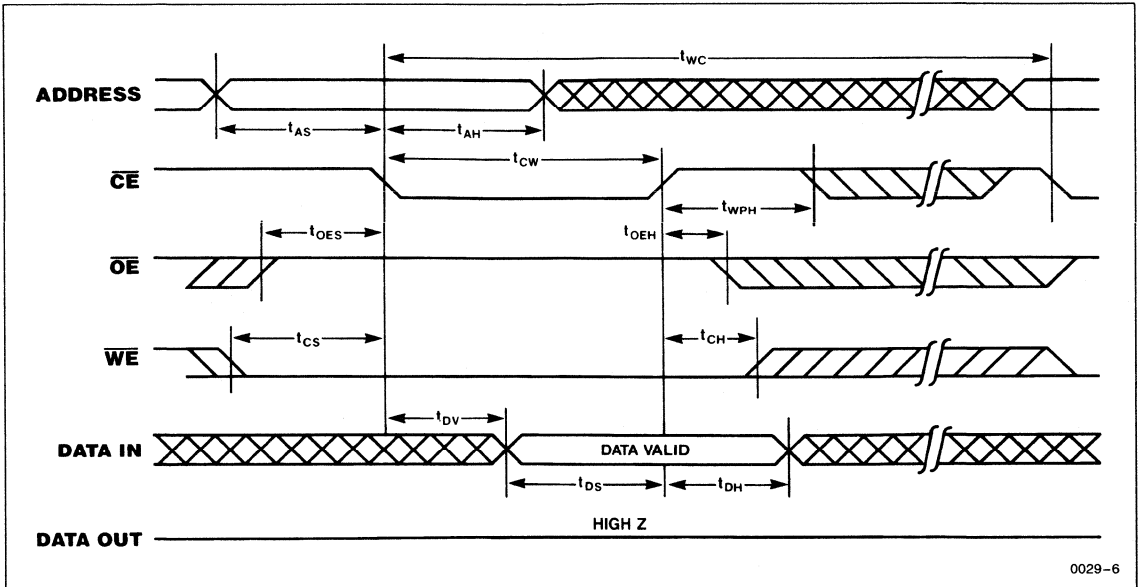 tWC
ADDRESS
tAS
tAH
tCW
CE
tWPH
tOES
tOEH
OE
tCS
tCH
WE
tDV
DATA IN
DATA VALID
tDS
tDH
HIGH Z
DATA OUT
0029-6